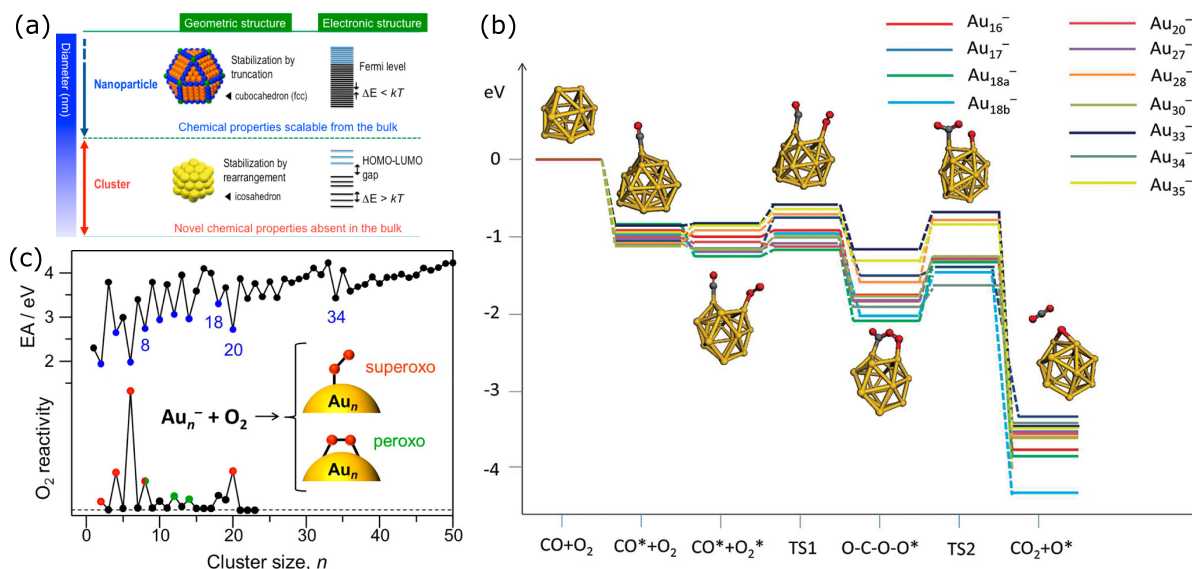 (a)
Geometric structure
Electronic structure
Diameter (nm)
Nanoparticle
Stabilization by
truncation
◄ cubocahedron (fcc)
Fermi level
ΔE < kT
Chemical properties scalable from the bulk
Cluster
Stabilization by
rearrangement
◄ icosahedron
HOMO-LUMO
gap
ΔE > kT
Novel chemical properties absent in the bulk
(b)
Au₁₆⁻
Au₁₇⁻
Au₁₈ₐ⁻
Au18b⁻
Au₂₀⁻
Au₂₇⁻
Au₂₈⁻
Au₃₀⁻
Au₃₃⁻
Au₃₄⁻
Au₃₅⁻
eV
0
-1
-2
-3
-4
CO+O₂
CO*+O₂
CO*+O₂*
TS1
O-C-O-O*
TS2
CO₂+O*
(c)
EA / eV
4
3
2
8
18
20
34
O₂ reactivity
Auₙ⁻ + O₂
superoxo
Auₙ
peroxo
Auₙ
0
10
20
30
40
50
Cluster size, n